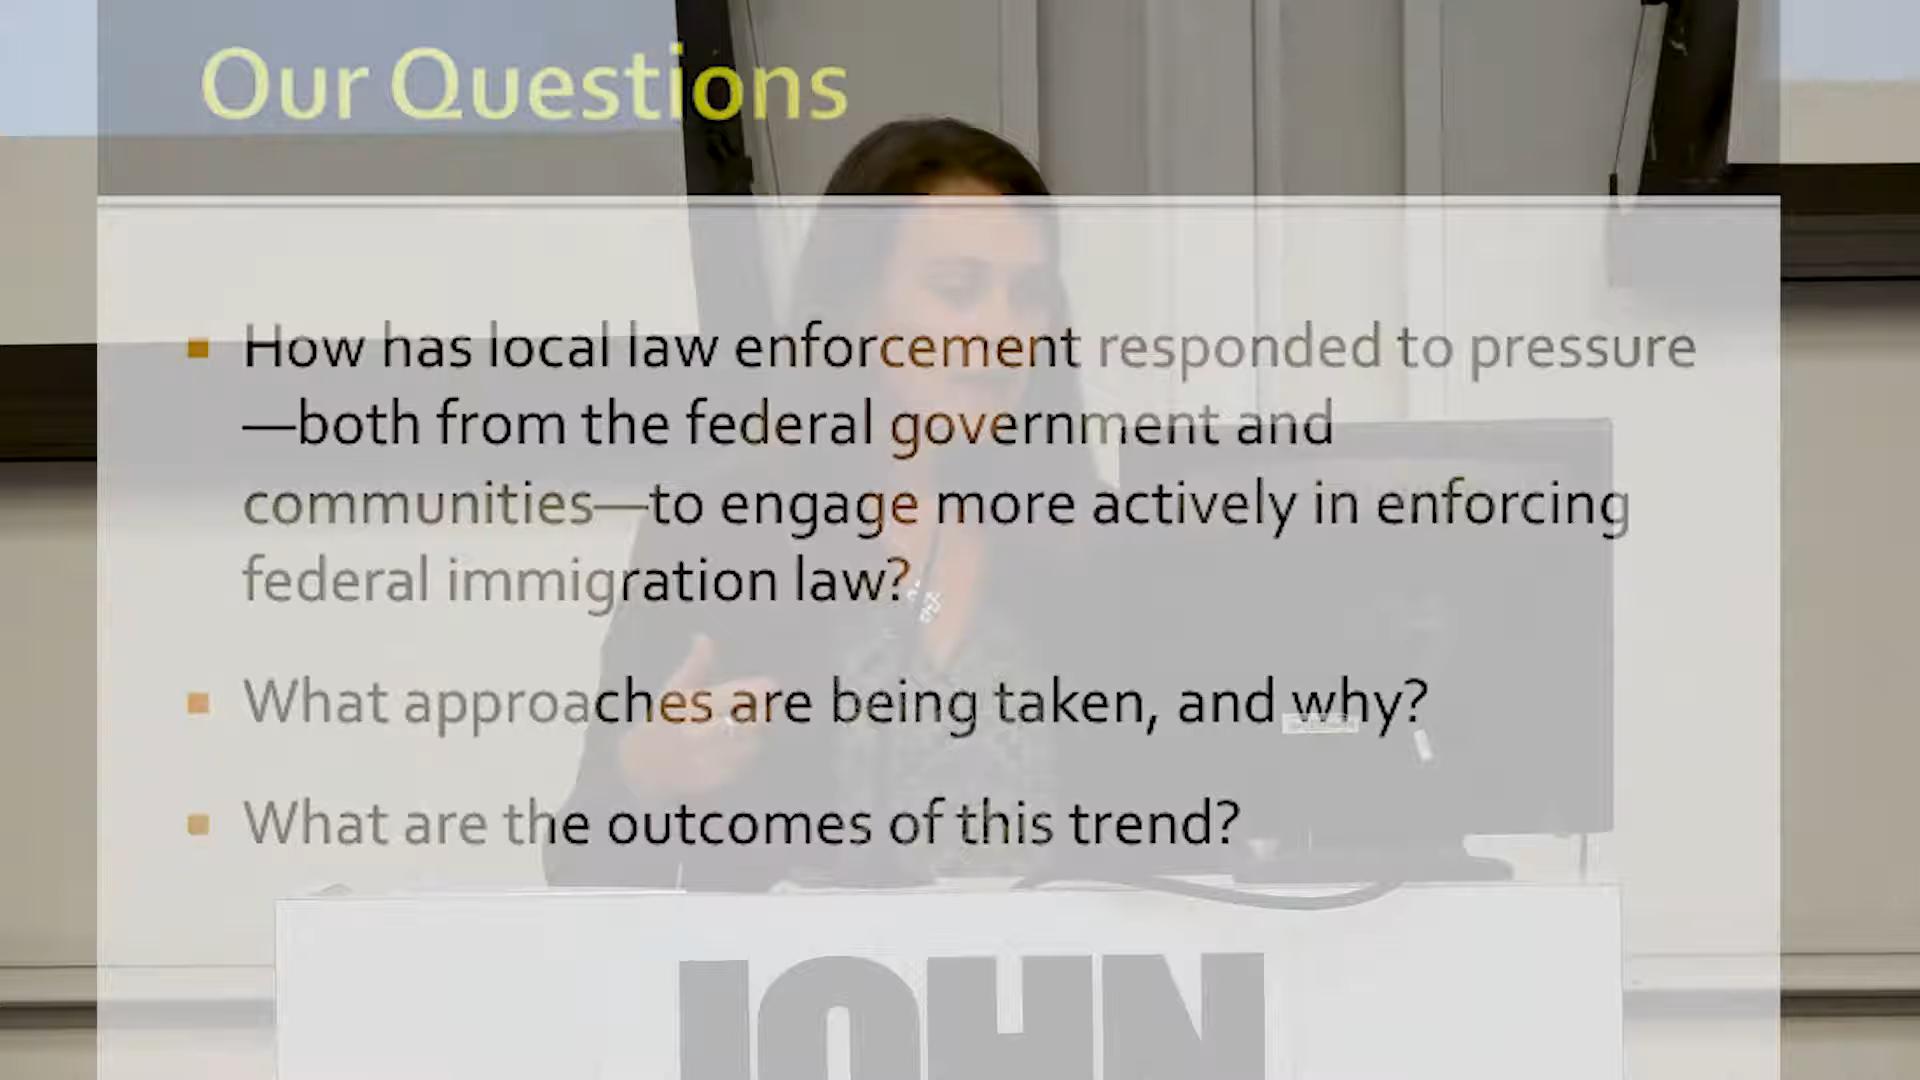 Our Questions
How has local law enforcement responded to pressure
—both from the federal government and
communities—to engage more actively in enforcing
federal immigration law?
What approaches are being taken, and why?
What are the outcomes of this trend?
JOHN